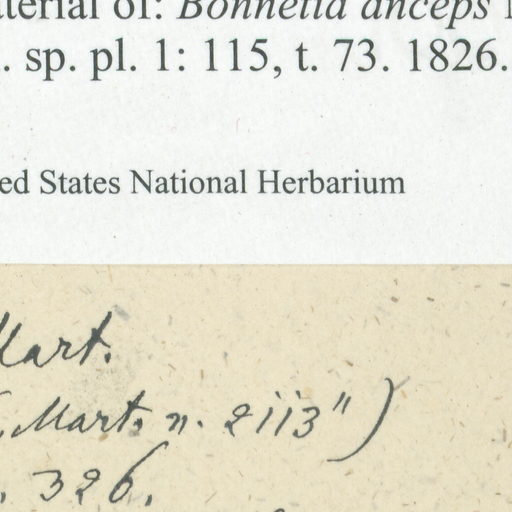 aterial of: Bonnetia anceps
. sp. pl. 1: 115, t. 73. 1826.
ed States National Herbarium
Mart.
Mart. n. 2113")
. 326.